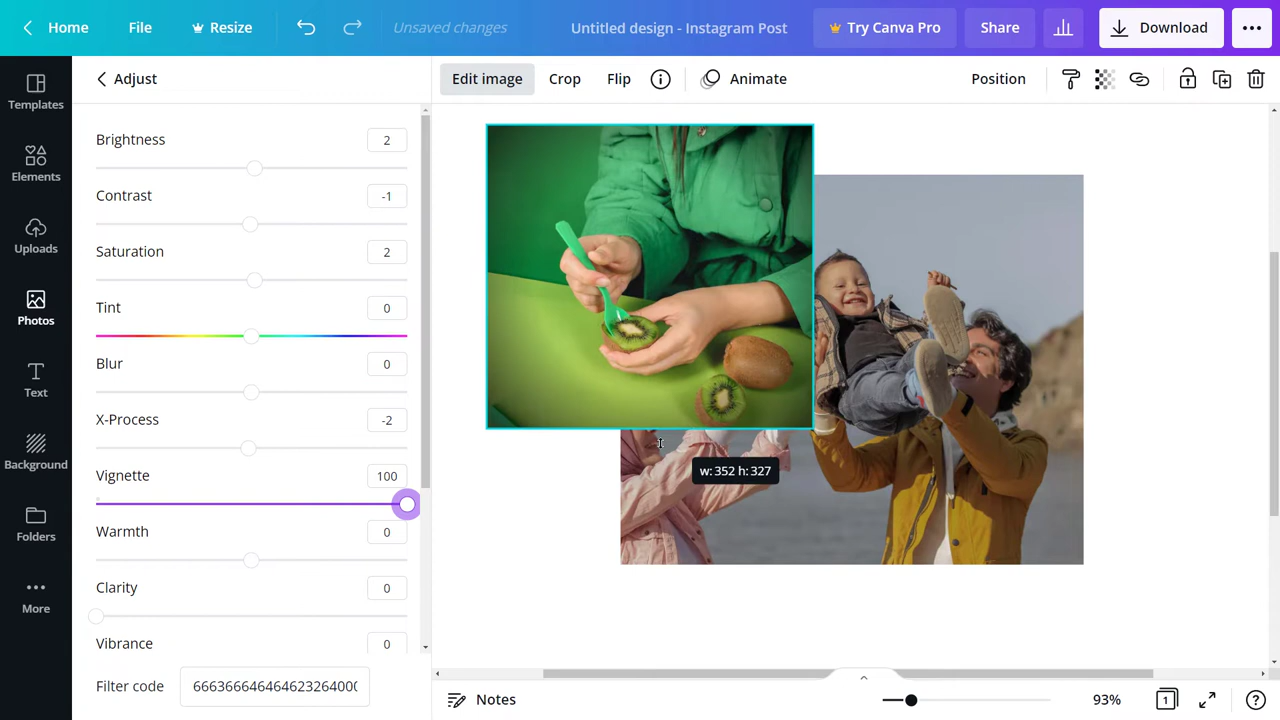 Home File Resize Unsaved changes Untitled design - Instagram Post Try Canva Pro Share Download
Adjust Edit image Crop Flip Animate Position
Templates
Elements
Uploads
Photos
Text
Background
Folders
More
Brightness 2
Contrast -1
Saturation 2
Tint 0
Blur 0
X-Process -2
Vignette 100
Warmth 0
Clarity 0
Vibrance 0
Filter code
w: 352 h: 327
Notes 93% 1 ?